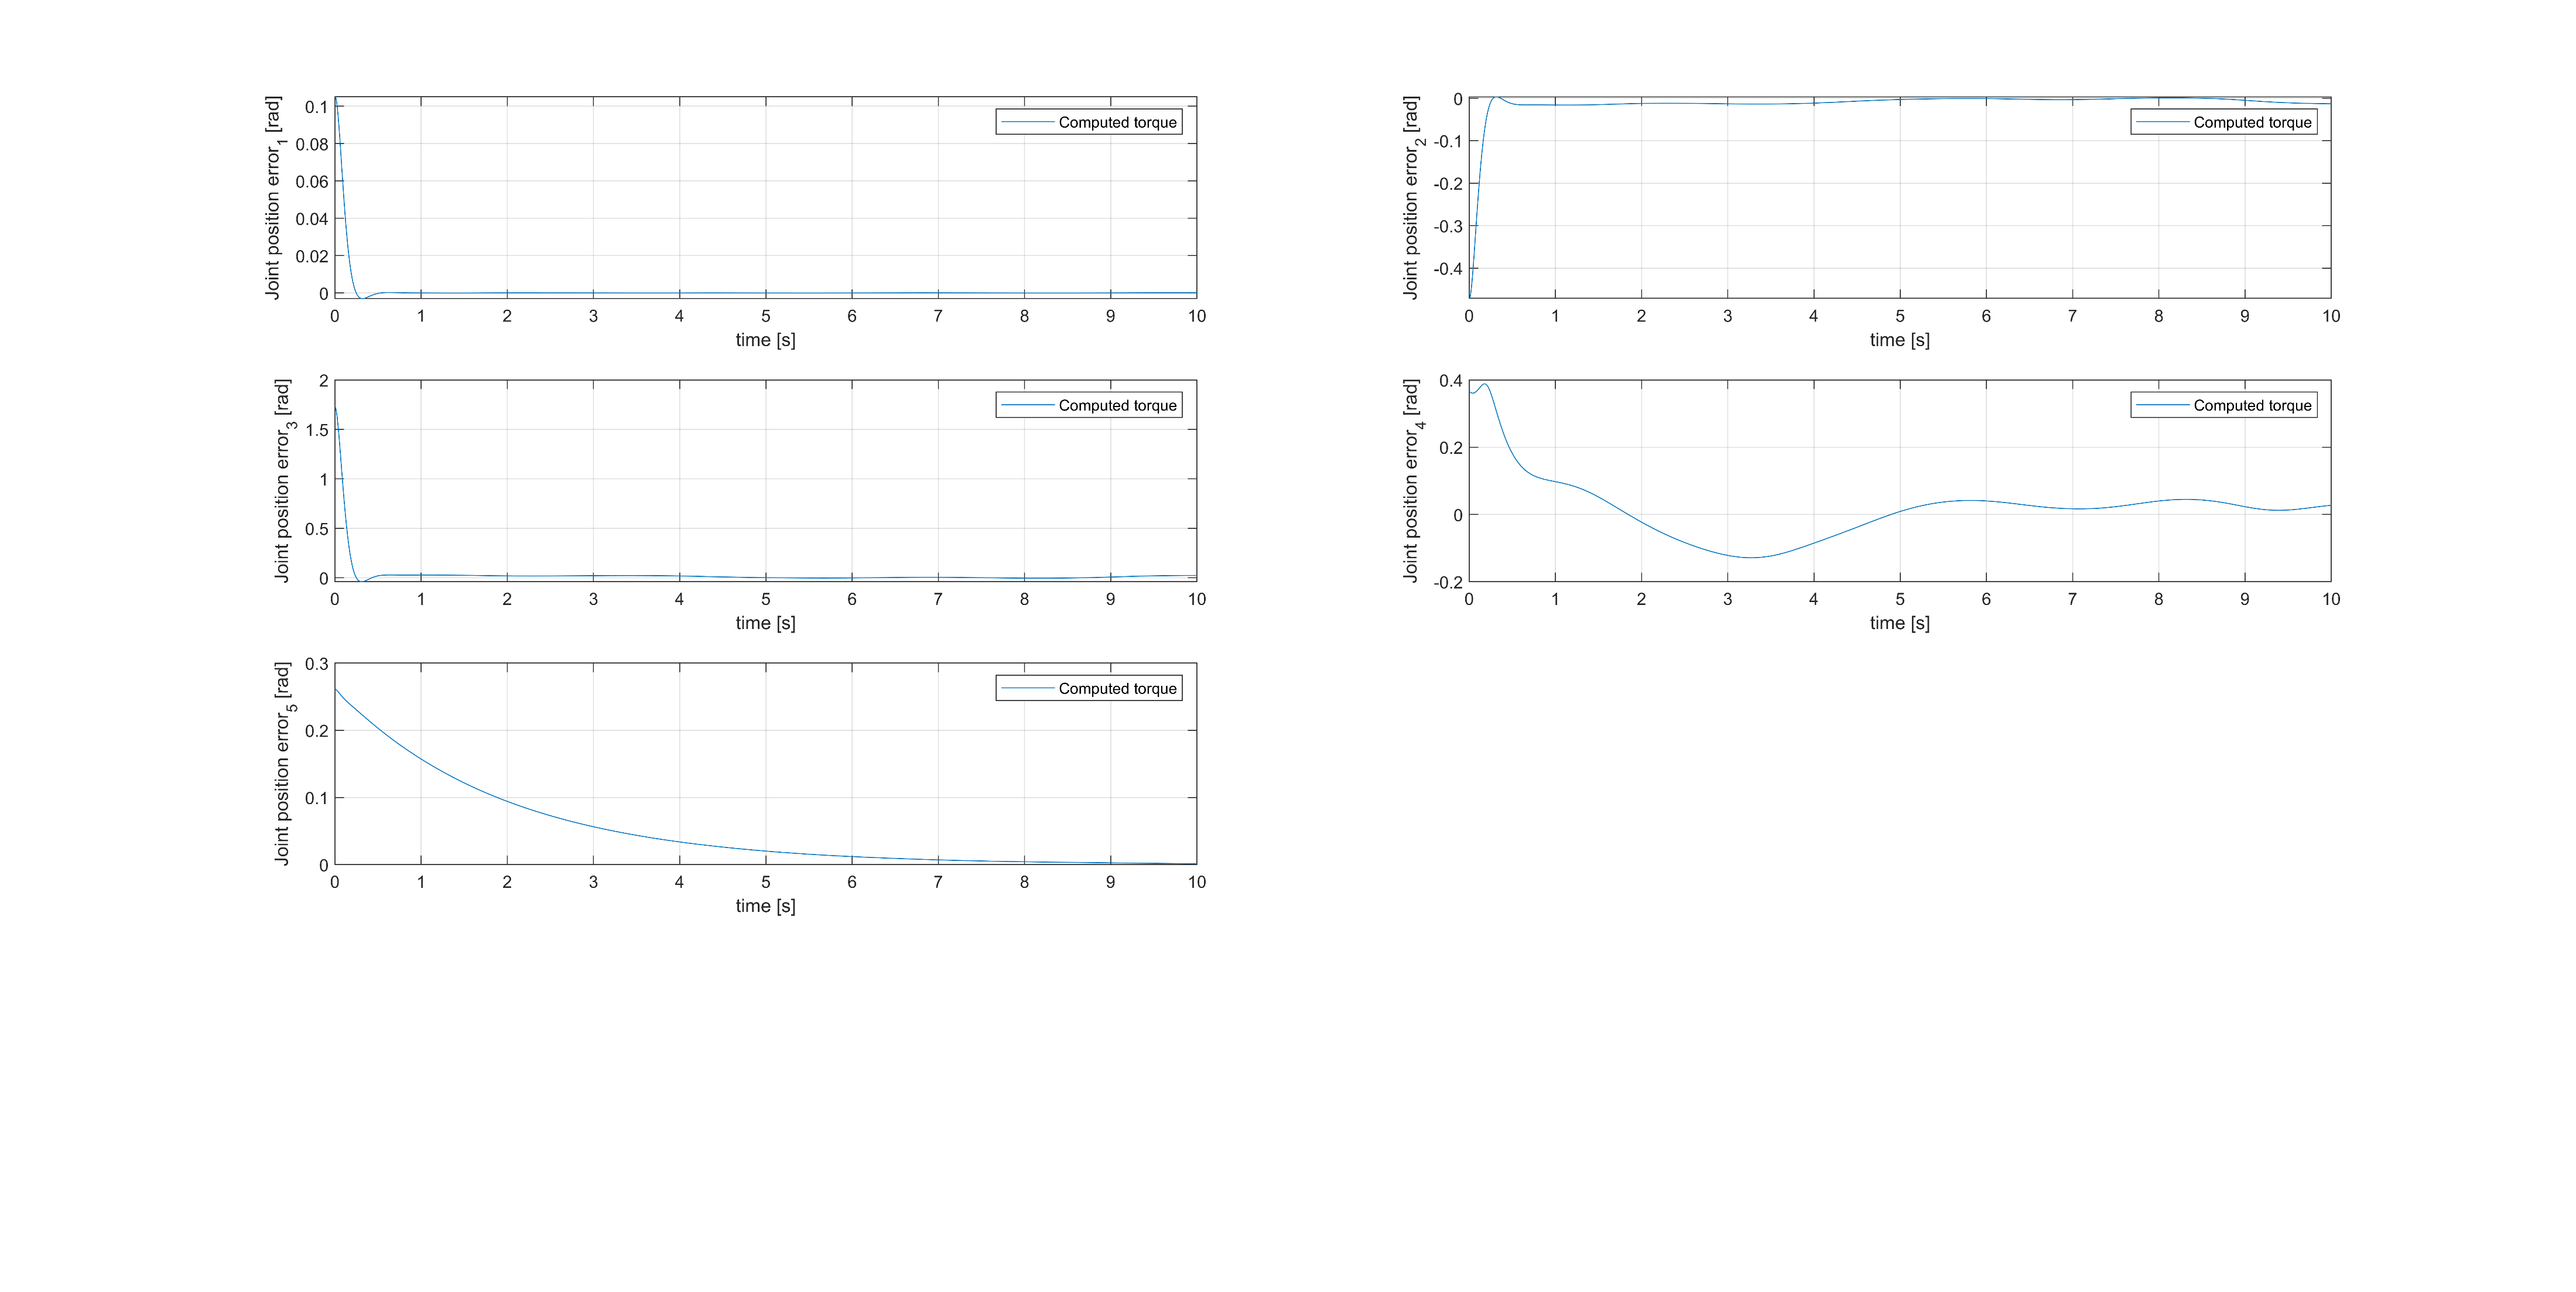 Joint position error1 [rad]
0.1
0.08
0.06
0.04
0.02
0
Computed torque
0 1 2 3 4 5 6 7 8 9 10
time [s]
Joint position error2 [rad]
0
-0.1
-0.2
-0.3
-0.4
Computed torque
0 1 2 3 4 5 6 7 8 9 10
time [s]
Joint position error3 [rad]
2
1.5
1
0.5
0
Computed torque
0 1 2 3 4 5 6 7 8 9 10
time [s]
Joint position error4 [rad]
0.4
0.2
0
-0.2
Computed torque
0 1 2 3 4 5 6 7 8 9 10
time [s]
Joint position error5 [rad]
0.3
0.2
0.1
0
Computed torque
0 1 2 3 4 5 6 7 8 9 10
time [s]